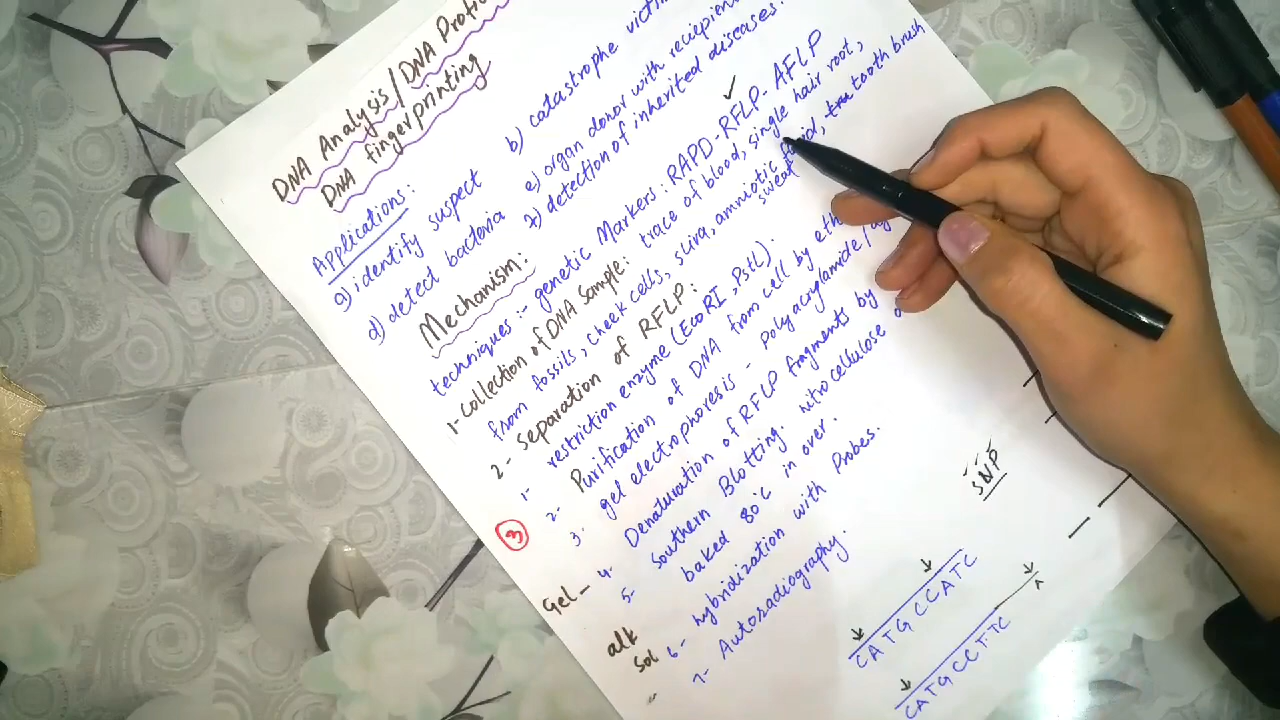 DNA Analysis/DNA Profi
DNA fingerprinting
Applications:
a) identify suspect b) catastrophe victi
d) detected bacteria e) organ donor with reciepien
f) detection of inherited diseases.
Mechanism:
techniques :- genetic Markers : RAPD - RFLP - AFLP
1- collection of DNA sample: trace of blood, single hair root,
from fossils, cheek cells, amniotic tooth brush
sweat
2- Separation of RFLP:
1- restriction enzyme (EcoRI, PstI).
2- Purification of DNA from cell by eth
3- gel electrophoresis - Polyacrylamide/ag
4- Denaturation of RFLP fragments by
5- Southern Blotting. nitrocellulose
baked 80°C in over.
6- hybridization with Probes.
7- Autoradiography.
3
Gel-
alk
Sol
SNP
CATGCCATC
A
CATGCCTTC